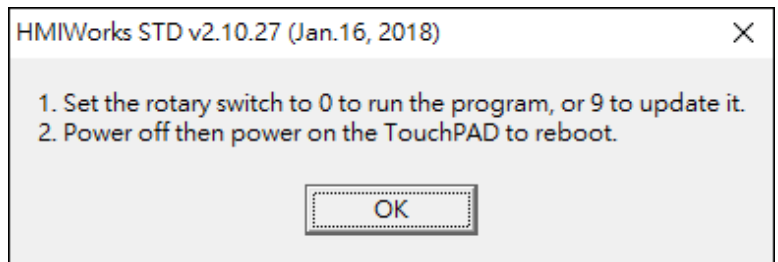 HMIWorks STD v2.10.27 (Jan.16, 2018)
1. Set the rotary switch to 0 to run the program, or 9 to update it.
2. Power off then power on the TouchPAD to reboot.
OK